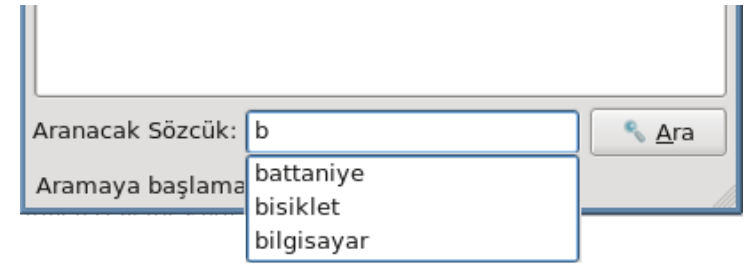 Aranacak Sözcük: b Ara
Aramaya başlama
battaniye
bisiklet
bilgisayar